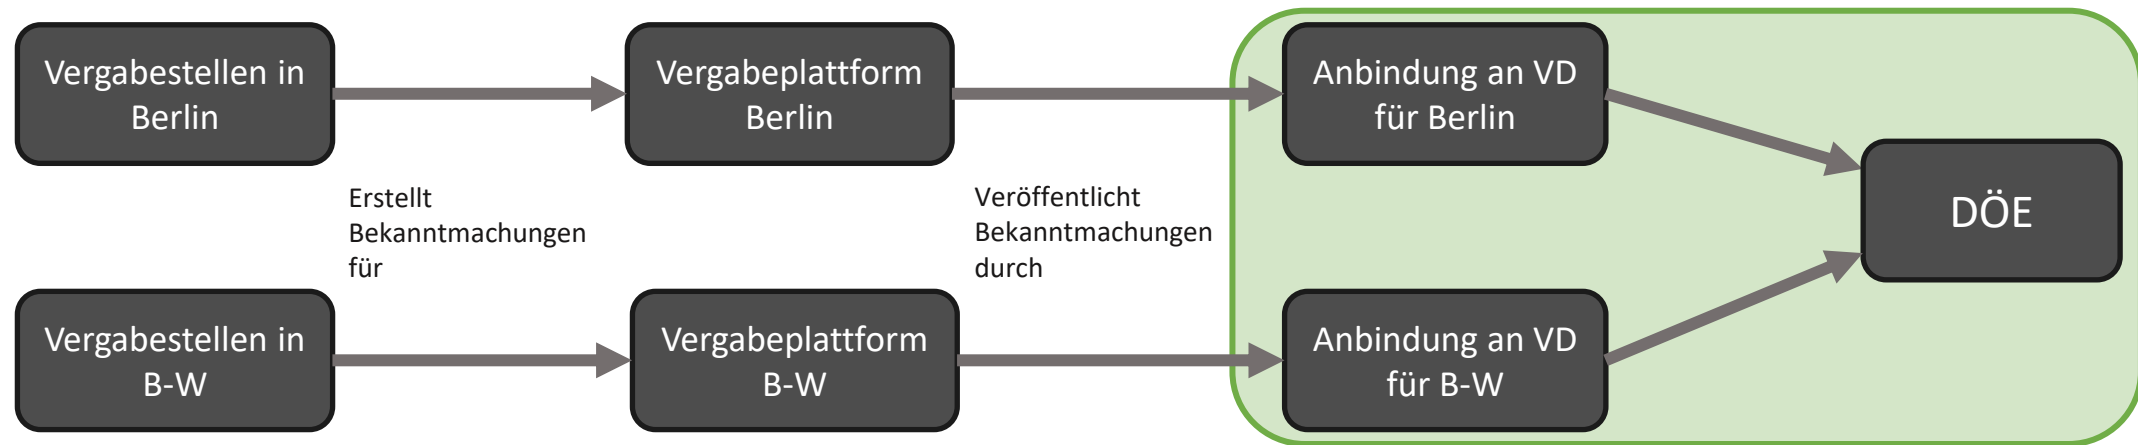 Vergabestellen in
Berlin
Vergabeplattform
Berlin
Anbindung an VD
für Berlin
Erstellt
Bekanntmachungen
für
Veröffentlicht
Bekanntmachungen
durch
DÖE
Vergabestellen in
B-W
Vergabeplattform
B-W
Anbindung an VD
für B-W